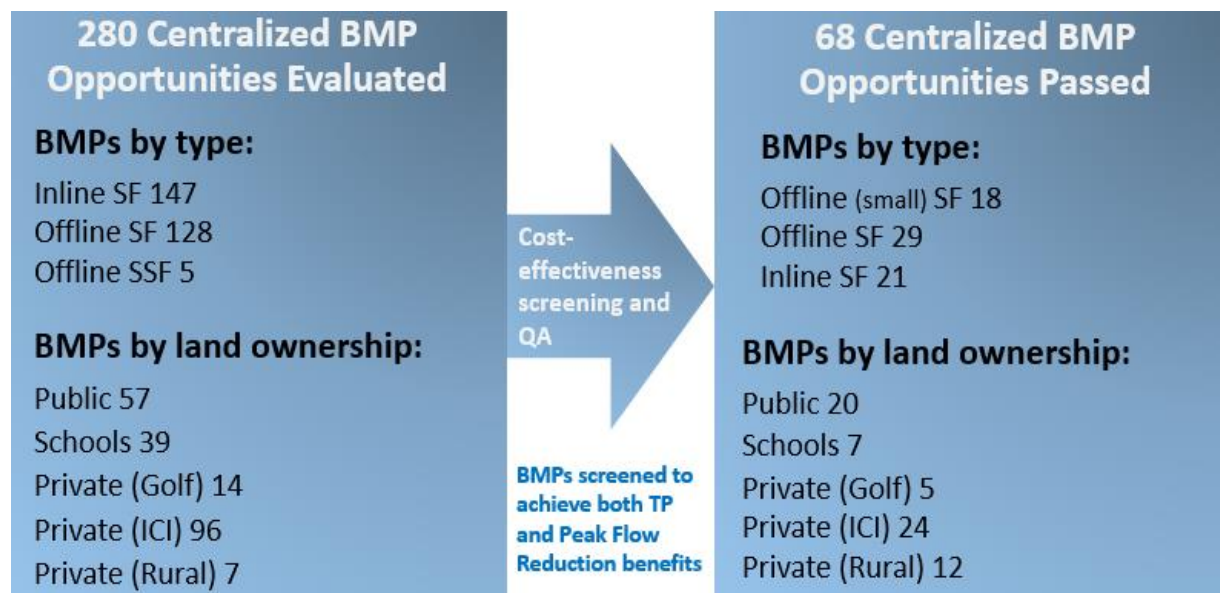 280 Centralized BMP
Opportunities Evaluated
BMPs by type:
Inline SF 147
Offline SF 128
Offline SSF 5
BMPs by land ownership:
Public 57
Schools 39
Private (Golf) 14
Private (ICI) 96
Private (Rural) 7
Cost-
effectiveness
screening and
QA
BMPs screened to
achieve both TP
and Peak Flow
Reduction benefits
68 Centralized BMP
Opportunities Passed
BMPs by type:
Offline (small) SF 18
Offline SF 29
Inline SF 21
BMPs by land ownership:
Public 20
Schools 7
Private (Golf) 5
Private (ICI) 24
Private (Rural) 12